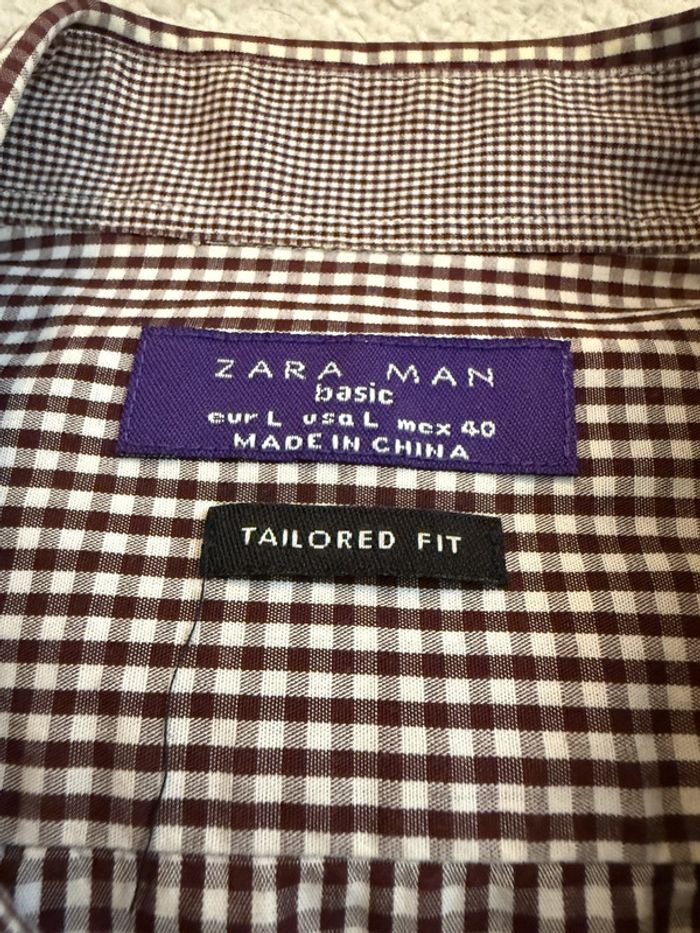 ZARA MAN
basic
eur L usa L mex 40
MADE IN CHINA
TAILORED FIT